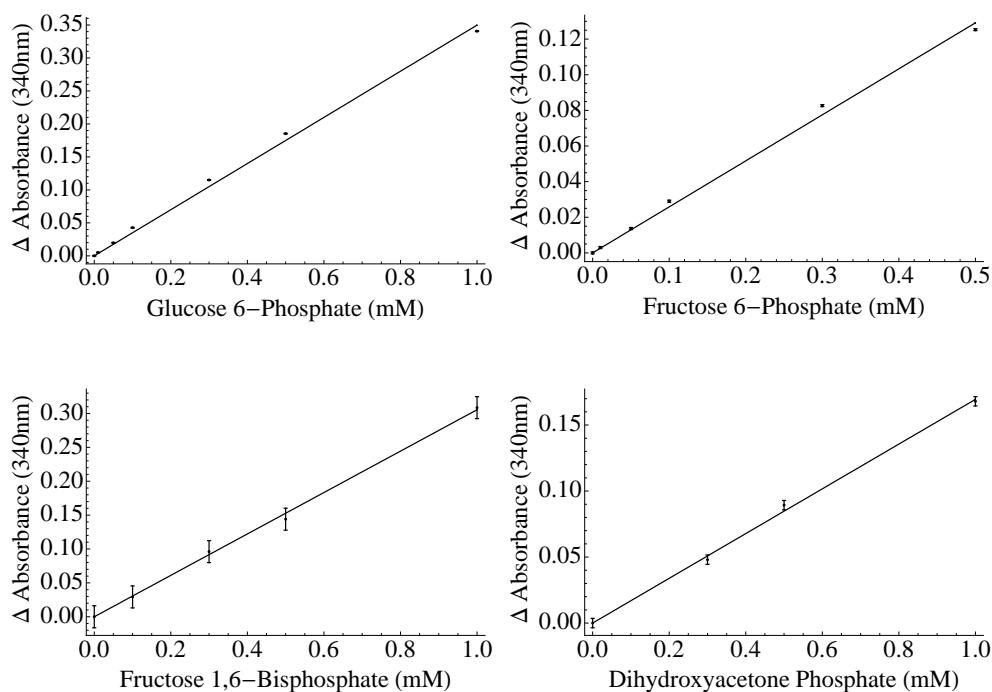 Δ Absorbance (340nm)
0.35
0.30
0.25
0.20
0.15
0.10
0.05
0.00
0.0 0.2 0.4 0.6 0.8 1.0
Glucose 6−Phosphate (mM)
Δ Absorbance (340nm)
0.12
0.10
0.08
0.06
0.04
0.02
0.00
0.0 0.1 0.2 0.3 0.4 0.5
Fructose 6−Phosphate (mM)
Δ Absorbance (340nm)
0.30
0.25
0.20
0.15
0.10
0.05
0.00
0.0 0.2 0.4 0.6 0.8 1.0
Fructose 1,6−Bisphosphate (mM)
Δ Absorbance (340nm)
0.15
0.10
0.05
0.00
0.0 0.2 0.4 0.6 0.8 1.0
Dihydroxyacetone Phosphate (mM)